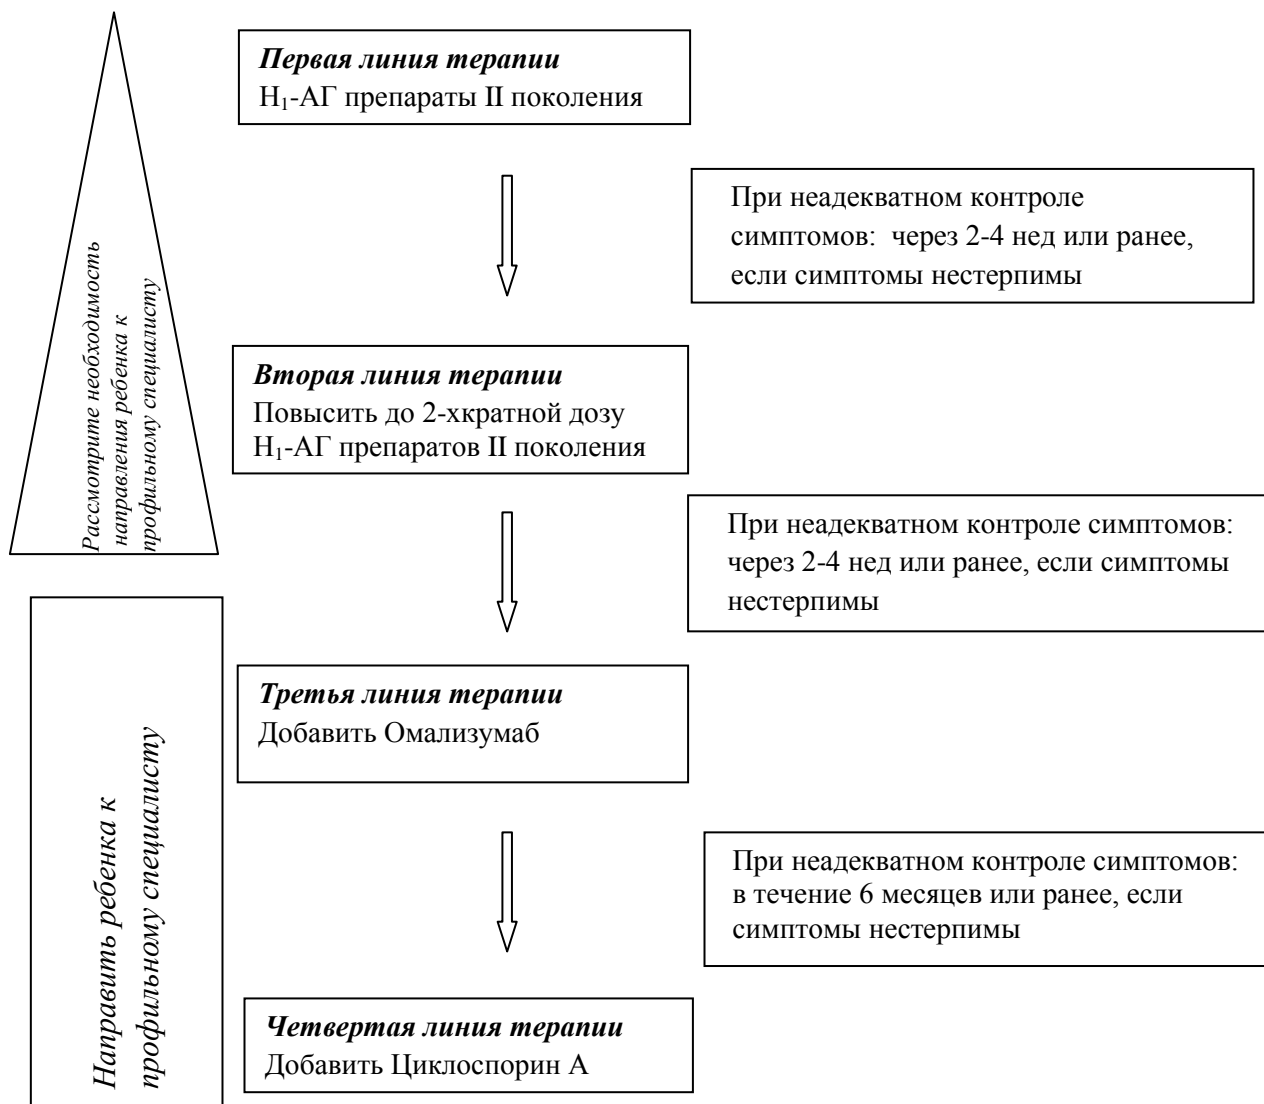 Первая линия терапии
Н₁-АГ препараты II поколения
При неадекватном контроле
симптомов: через 2-4 нед или ранее,
если симптомы нестерпимы
Рассмотрите необходимость
направления ребенка к
профильному специалисту
Вторая линия терапии
Повысить до 2-хкратной дозу
Н₁-АГ препаратов II поколения
При неадекватном контроле симптомов:
через 2-4 нед или ранее, если симптомы
нестерпимы
Третья линия терапии
Добавить Омализумаб
Направить ребенка к
профильному специалисту
При неадекватном контроле симптомов:
в течение 6 месяцев или ранее, если
симптомы нестерпимы
Четвертая линия терапии
Добавить Циклоспорин А